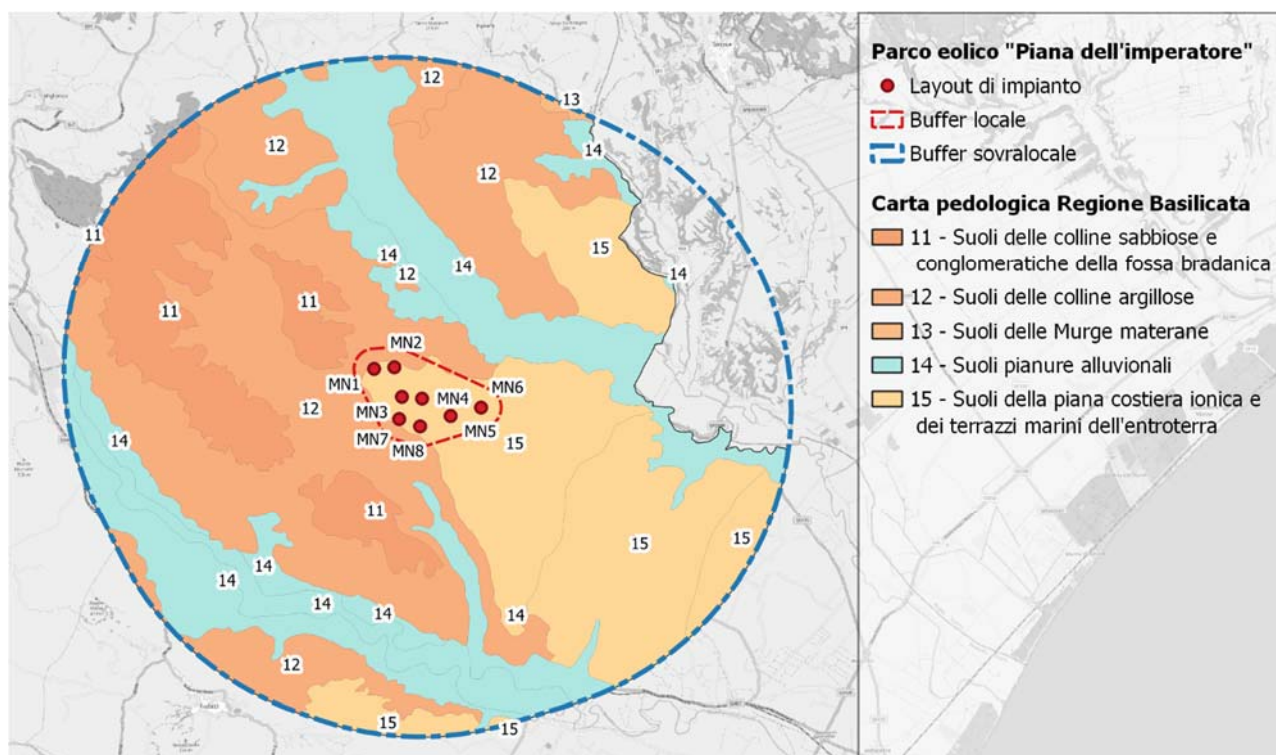 Parco eolico "Piana dell'imperatore"
Layout di impianto
Buffer locale
Buffer sovralocale
Carta pedologica Regione Basilicata
11 - Suoli delle colline sabbiose e
conglomeratiche della fossa bradanica
12 - Suoli delle colline argillose
13 - Suoli delle Murge materane
14 - Suoli pianure alluvionali
15 - Suoli della piana costiera ionica e
dei terrazzi marini dell'entroterra
12
13
12
14
12
11
15
14
14
14
12
11
11
MN2
MN1
MN6
12
MN4
MN3
MN5
MN7
15
MN8
14
11
15
15
14
14
14
14
14
12
15
15